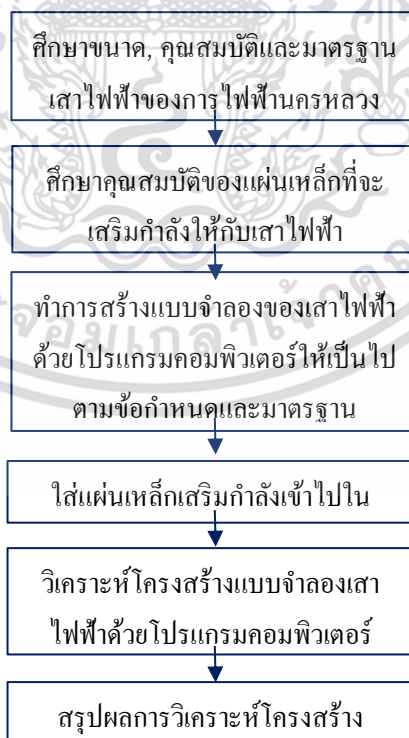 ศึกษาขนาด, คุณสมบัติและมาตรฐาน
เสาไฟฟ้าของการไฟฟ้านครหลวง
ศึกษาคุณสมบัติของแผ่นเหล็กที่จะ
เสริมกำลังให้กับเสาไฟฟ้า
ทำการสร้างแบบจำลองของเสาไฟฟ้า
ด้วยโปรแกรมคอมพิวเตอร์ให้เป็นไป
ตามข้อกำหนดและมาตรฐาน
ใส่แผ่นเหล็กเสริมกำลังเข้าไปใน
วิเคราะห์โครงสร้างแบบจำลองเสา
ไฟฟ้าด้วยโปรแกรมคอมพิวเตอร์
สรุปผลการวิเคราะห์โครงสร้าง